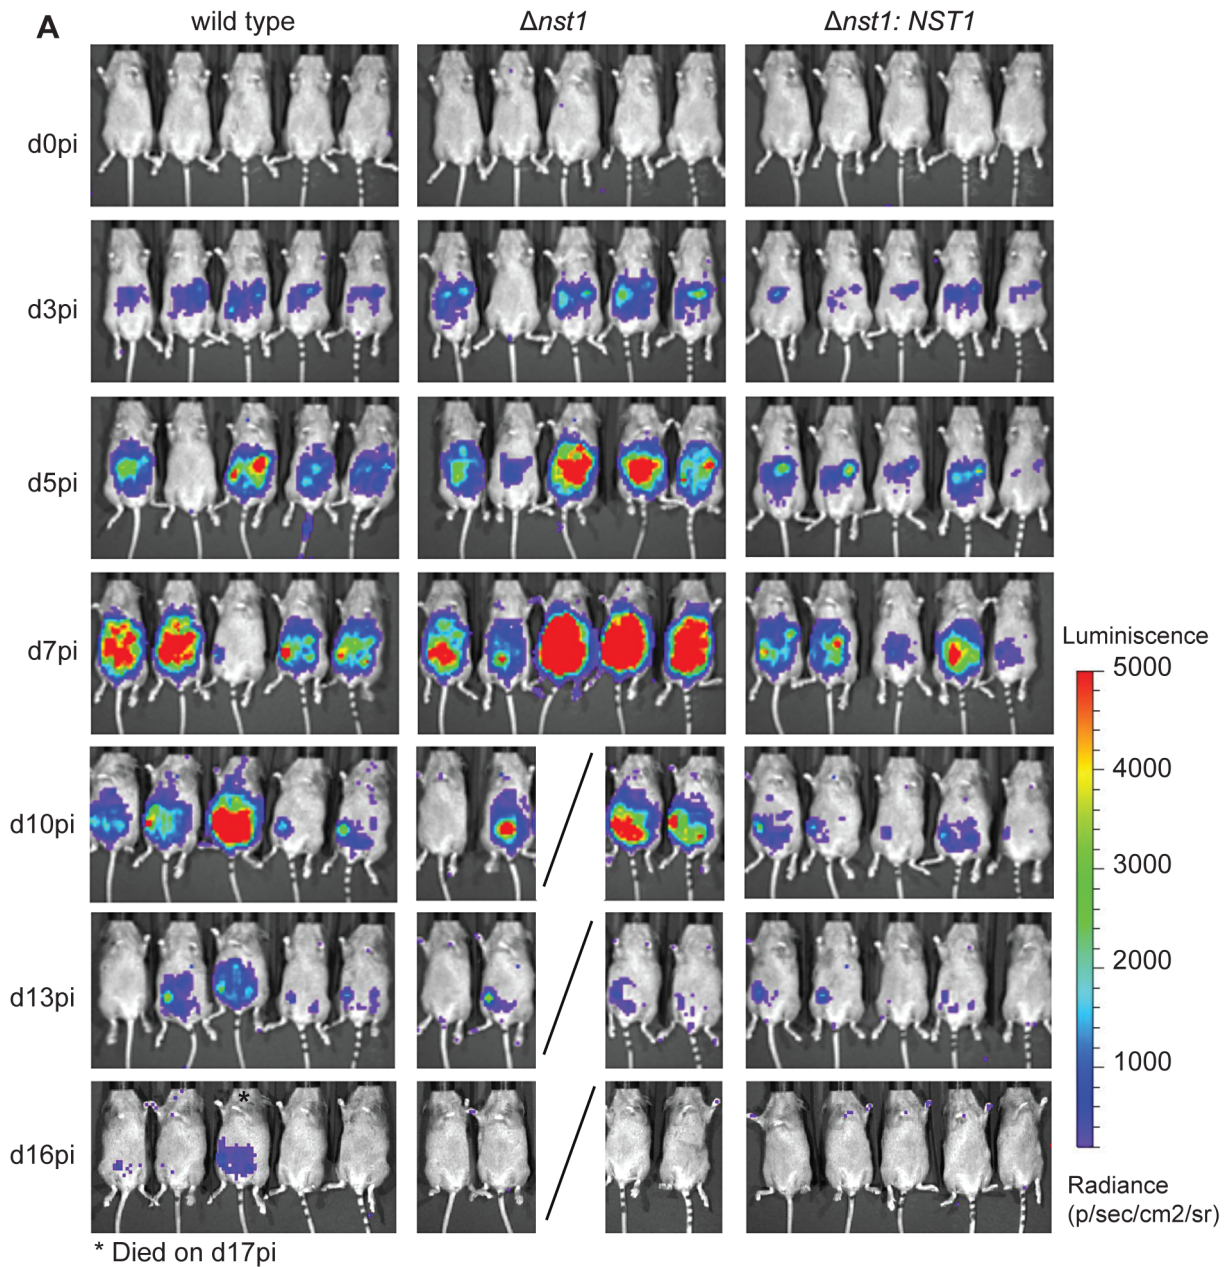 A
wild type
Δnst1
Δnst1: NST1
d0pi
d3pi
d5pi
d7pi
d10pi
d13pi
d16pi
*
Luminiscence
5000
4000
3000
2000
1000
Radiance
(p/sec/cm2/sr)
* Died on d17pi